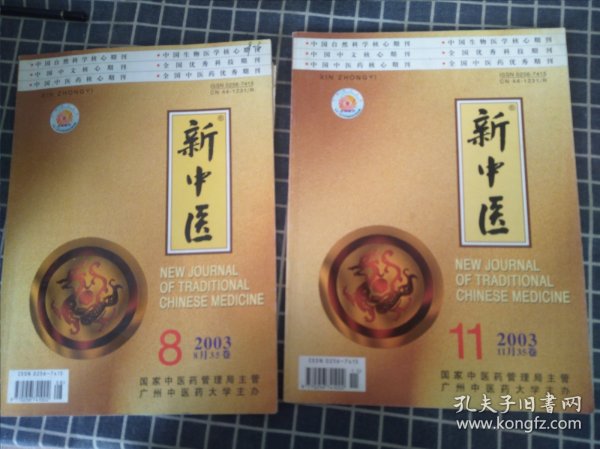 ·中国自然科学核心期刊
·中国中文核心期刊
·中国中医药核心期刊
·中国生物医学核心期刊
·全国优秀科技期刊
·全国中医药优秀期刊
XIN ZHONGYI
ISSN 0256-7415
CN 44-1231/R
新中医
®
NEW JOURNAL
OF TRADITIONAL
CHINESE MEDICINE
8
2003
8月35卷
ISSN 0256-7415
国家中医药管理局主管
广州中医药大学主办
·中国自然科学核心期刊
·中国中文核心期刊
·中国中医药核心期刊
·中国生物医学核心期刊
·全国优秀科技期刊
·全国中医药优秀期刊
XIN ZHONGYI
ISSN 0256-7415
CN 44-1231/R
新中医
®
NEW JOURNAL
OF TRADITIONAL
CHINESE MEDICINE
11
2003
11月35卷
ISSN 0256-7415
国家中医药管理局主管
广州中医药大学主办
孔夫子旧书网